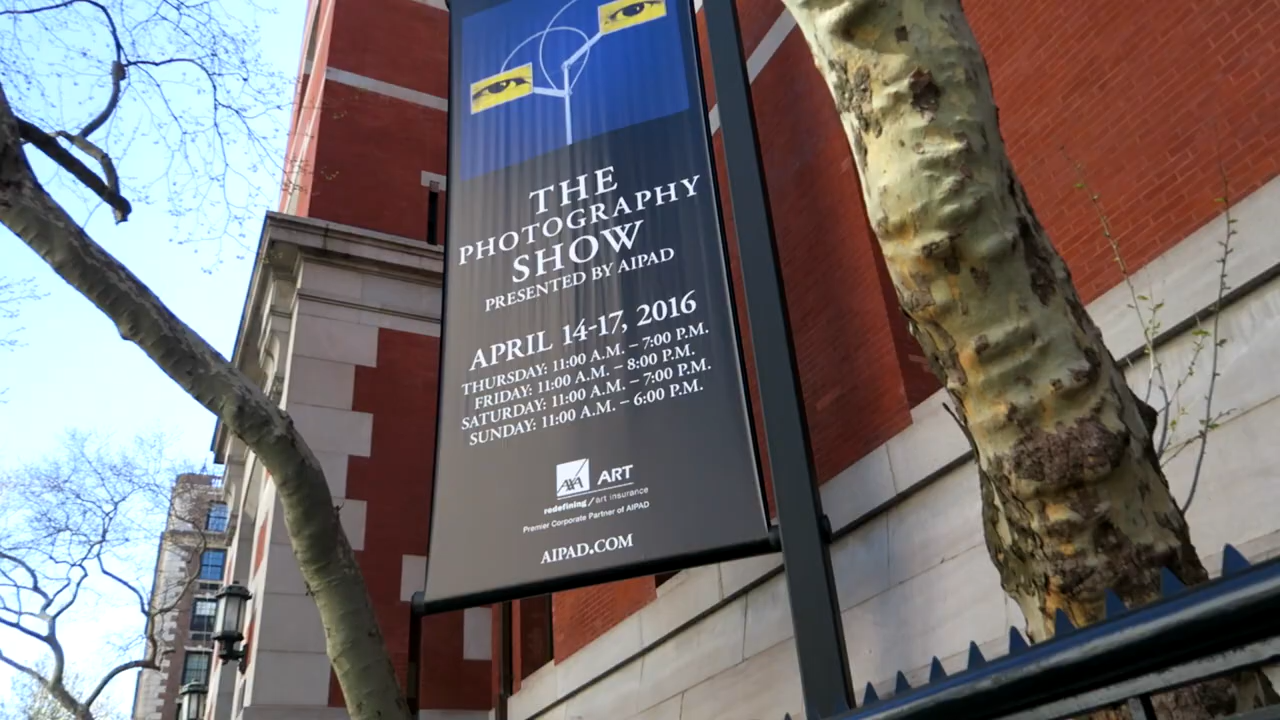 THE
PHOTOGRAPHY
SHOW
PRESENTED BY AIPAD
APRIL 14-17, 2016
THURSDAY: 11:00 A.M. – 7:00 P.M.
FRIDAY: 11:00 A.M. – 8:00 P.M.
SATURDAY: 11:00 A.M. – 7:00 P.M.
SUNDAY: 11:00 A.M. – 6:00 P.M.
AXA ART
redefining / art insurance
Premier Corporate Partner of AIPAD
AIPAD.COM